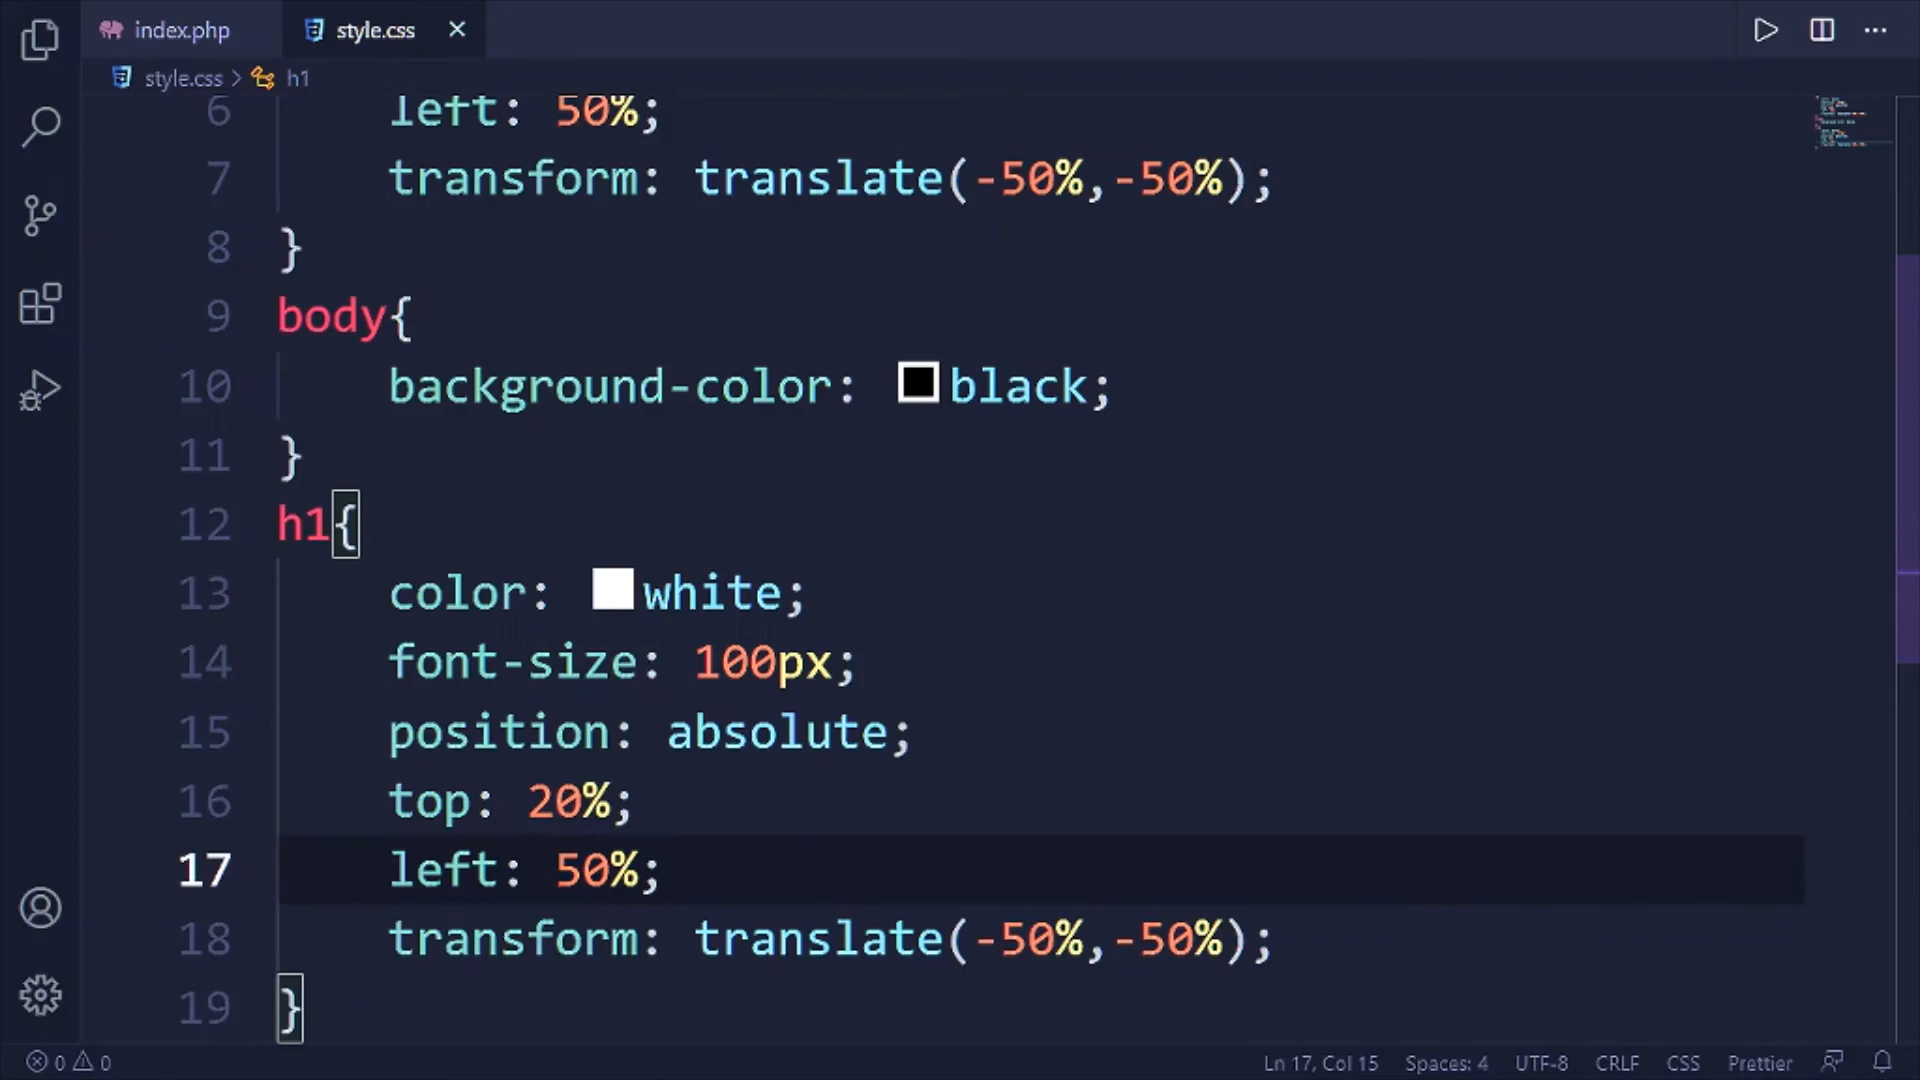 index.php style.css
style.css > h1
6 left: 50%;
7 transform: translate(-50%,-50%);
8 }
9 body{
10 background-color: black;
11 }
12 h1{
13 color: white;
14 font-size: 100px;
15 position: absolute;
16 top: 20%;
17 left: 50%;
18 transform: translate(-50%,-50%);
19 }
0 0 Ln 17, Col 15 Spaces: 4 UTF-8 CRLF CSS Prettier